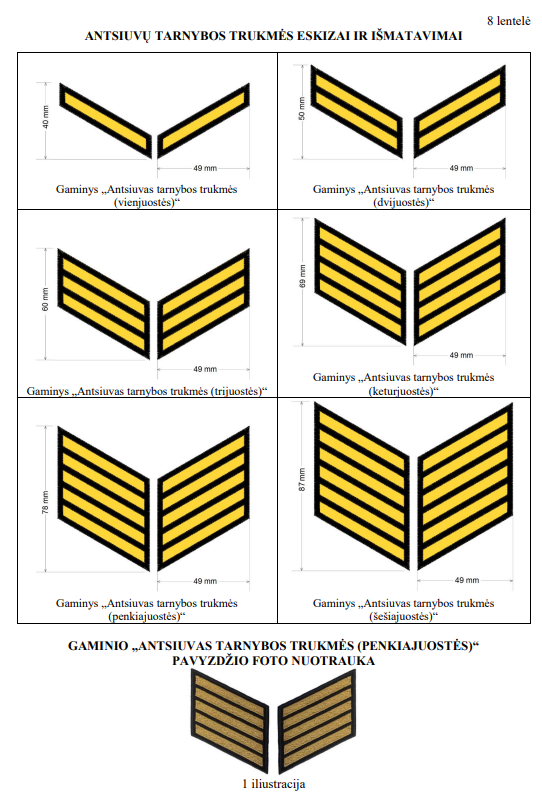 8 lentelė
ANTSIUVŲ TARNYBOS TRUKMĖS ESKIZAI IR IŠMATAVIMAI
40 mm
49 mm
Gaminys „Antsiuvas tarnybos trukmės
(vienjuostės)“
50 mm
49 mm
Gaminys „Antsiuvas tarnybos trukmės
(dvijuostės)“
60 mm
49 mm
Gaminys „Antsiuvas tarnybos trukmės (trijuostės)“
69 mm
49 mm
Gaminys „Antsiuvas tarnybos trukmės
(keturjuostės)“
78 mm
49 mm
Gaminys „Antsiuvas tarnybos trukmės
(penkiajuostės)“
87 mm
49 mm
Gaminys „Antsiuvas tarnybos trukmės
(šešiajuostės)“
GAMINIO „ANTSIUVAS TARNYBOS TRUKMĖS (PENKIAJUOSTĖS)“
PAVYZDŽIO FOTO NUOTRAUKA
1 iliustracija